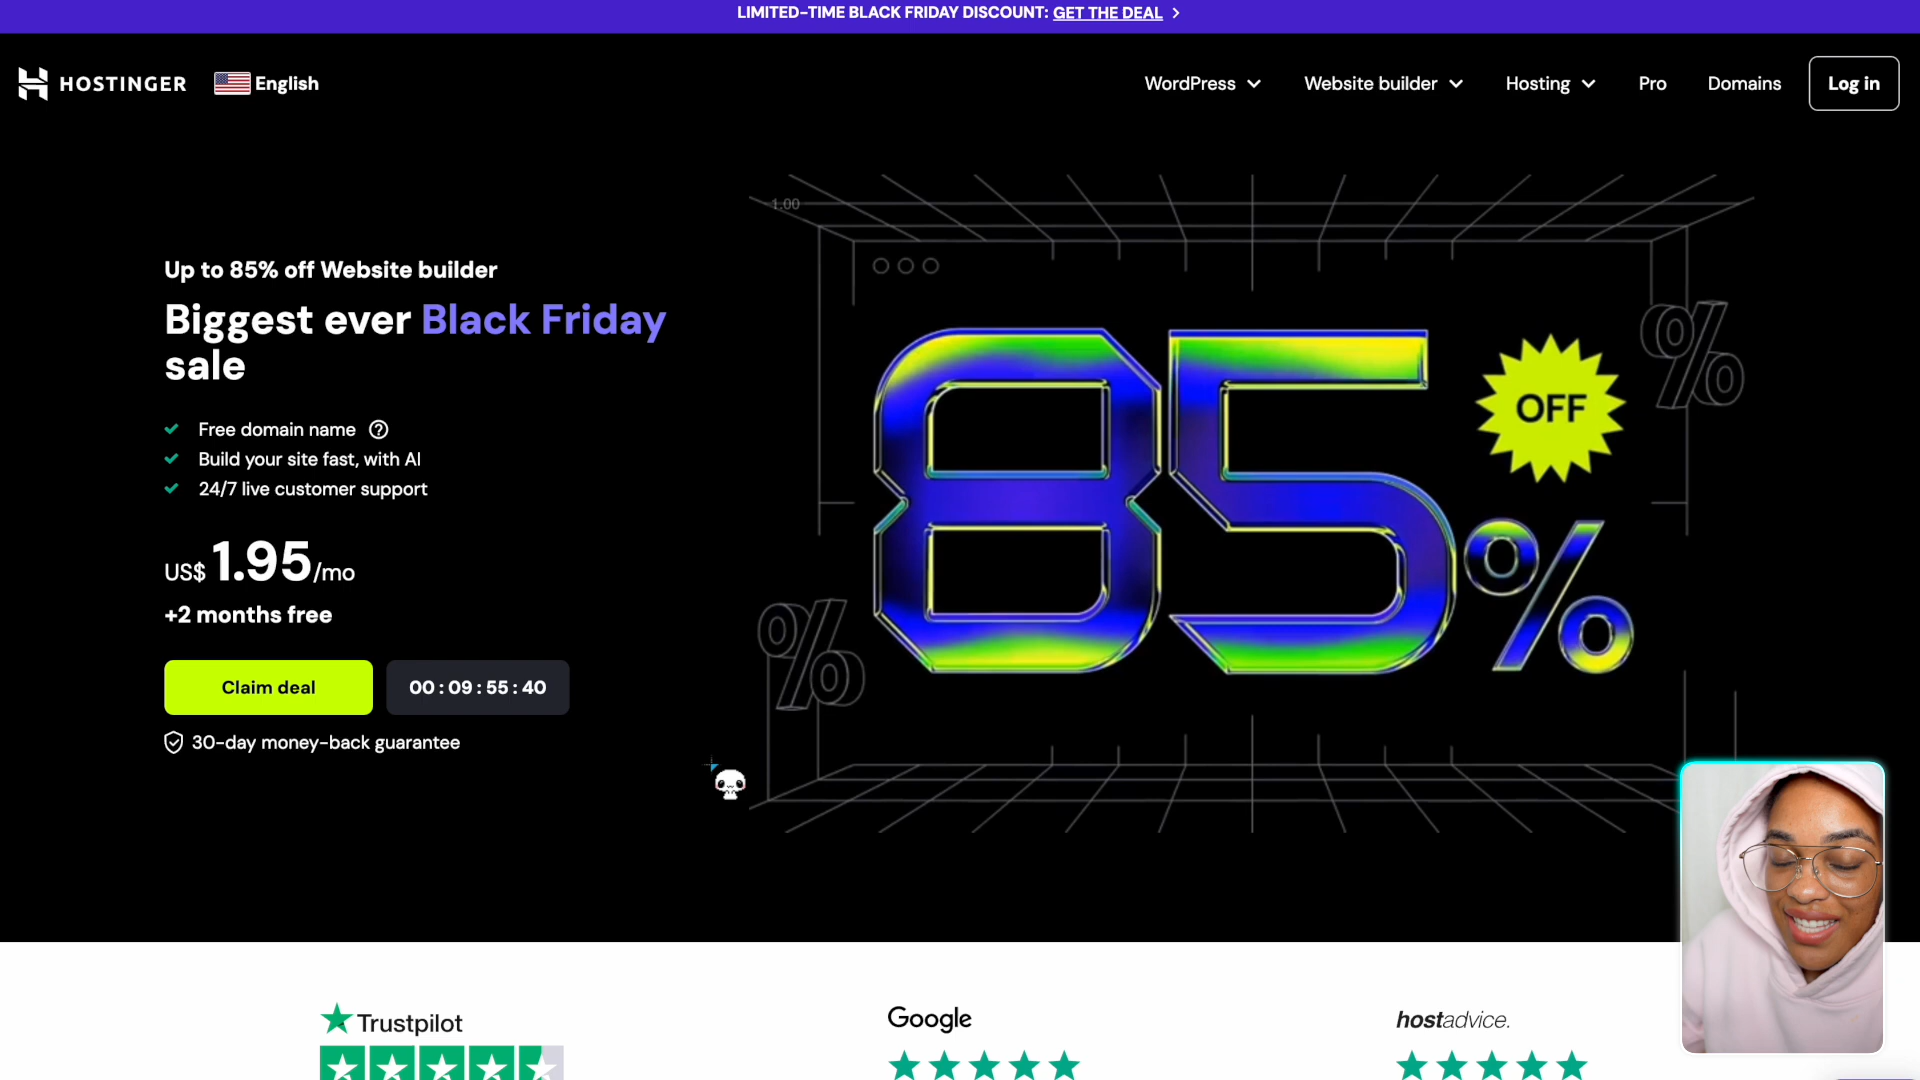 LIMITED-TIME BLACK FRIDAY DISCOUNT: GET THE DEAL
HOSTINGER
English
WordPress
Website builder
Hosting
Pro
Domains
Log in
1.00
Up to 85% off Website builder
Biggest ever Black Friday
sale
Free domain name
Build your site fast, with AI
24/7 live customer support
US$ 1.95/mo
+2 months free
Claim deal
00 : 09 : 55 : 40
30-day money-back guarantee
85%
OFF
%
%
Trustpilot
Google
hostadvice.